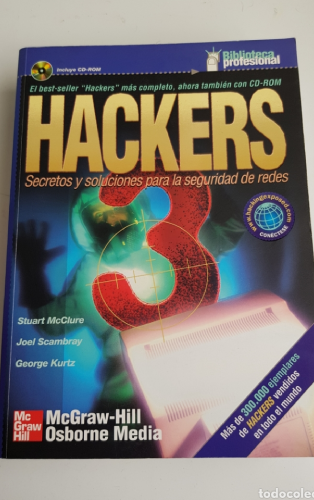 Incluye CD-ROM
Biblioteca
profesional
El best-seller "Hackers" más completo, ahora también con CD-ROM
HACKERS
Secretos y soluciones para la seguridad de redes
3
www.hackingexposed.com
CONÉCTESE
Stuart McClure
Joel Scambray
George Kurtz
Mc
Graw
Hill
McGraw-Hill
Osborne Media
Más de 300.000 ejemplares
de HACKERS vendidos
en todo el mundo
todocolec